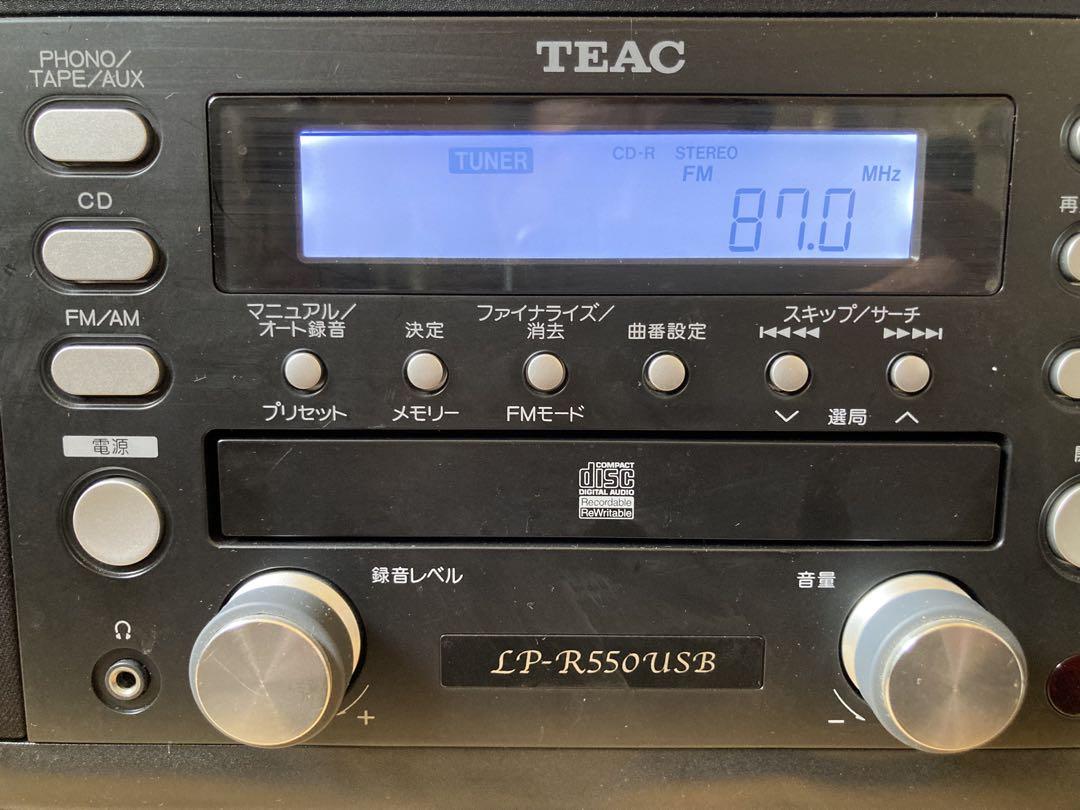 TEAC
PHONO/
TAPE/AUX
CD
FM/AM
電源
TUNER
CD-R STEREO
FM
MHz
87.0
マニュアル/
オート録音
プリセット
決定
メモリー
ファイナライズ/
消去
FMモード
曲番設定
スキップ/サーチ
選局
再
COMPACT
disc
DIGITAL AUDIO
Recordable
ReWritable
録音レベル
音量
+
−
LP-R550USB